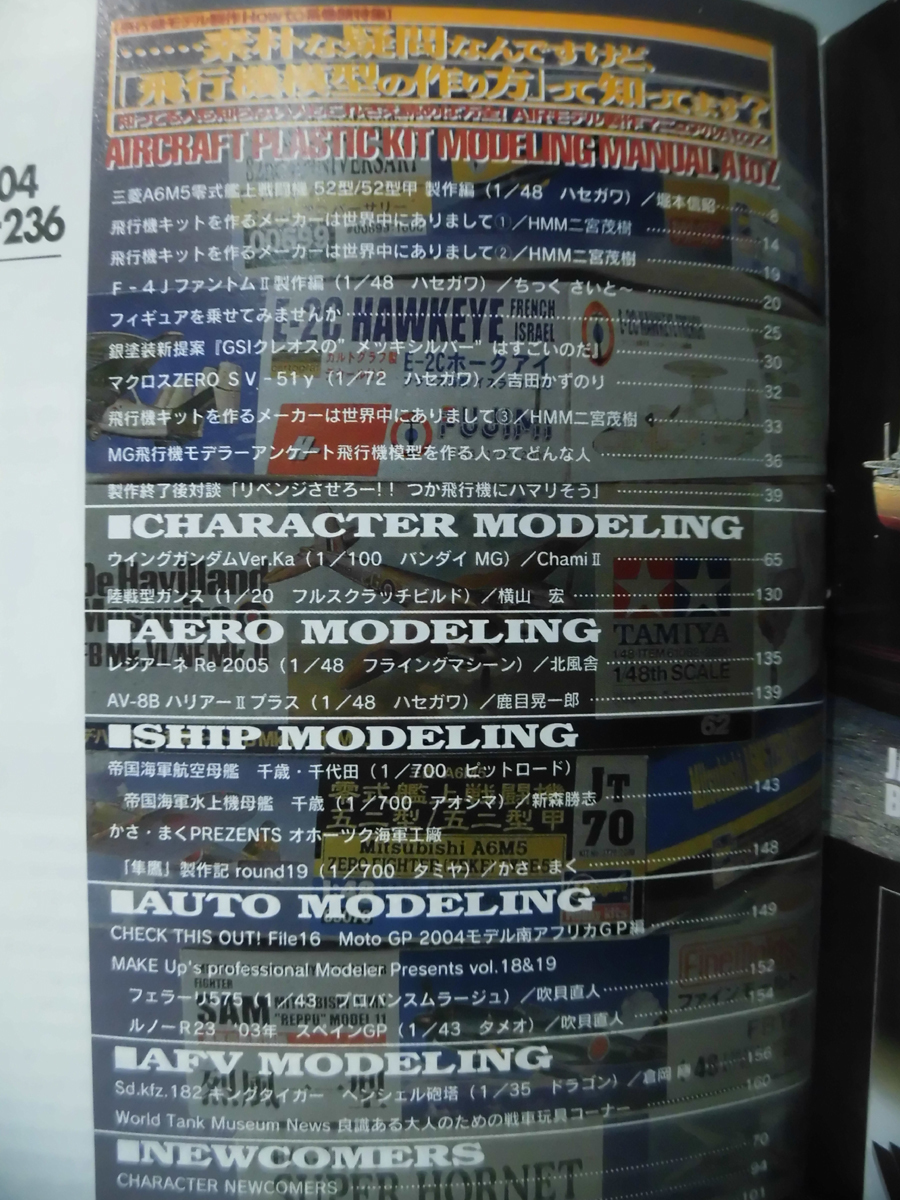 04
-236
……素朴な疑問なんですけど、
［飛行機模型の作り方］って知ってます?
AIRCRAFT PLASTIC KIT MODELING MANUAL A to Z
三菱A6M5零式艦上戦闘機 52型/52型甲 製作編（1／48　ハセガワ）／堀本信昭 8
飛行機キットを作るメーカーは世界中にありまして①／HMM二宮茂樹 14
飛行機キットを作るメーカーは世界中にありまして②／HMM二宮茂樹 19
F-4JファントムⅡ製作編（1／48　ハセガワ）／ちっく さいと～ 20
フィギュアを乗せてみませんか 25
銀塗装新提案『GSIクレオスの”メッキシルバー”はすごいのだ』 30
マクロスZERO SV-51γ（1／72　ハセガワ）／吉田かずのり 32
飛行機キットを作るメーカーは世界中にありまして③／HMM二宮茂樹 33
MG飛行機モデラーアンケート飛行機模型を作る人ってどんな人 36
製作終了後対談「リベンジさせろー!! つか飛行機にハマリそう」 39
■CHARACTER MODELING
ウイングガンダムVer.Ka（1／100　バンダイ MG）／ChamiⅡ 65
陸戦型ガンス（1／20　フルスクラッチビルド）／横山　宏 130
■AERO MODELING
レジアーネ Re 2005（1／48　フライングマシーン）／北風舎 135
AV-8B ハリアーⅡプラス（1／48　ハセガワ）／鹿目晃一郎 139
■SHIP MODELING
帝国海軍航空母艦　千歳・千代田（1／700　ピットロード）
帝国海軍水上機母艦　千歳（1／700　アオシマ）／新森勝志 143
かさ・まくPREZENTS オホーツク海軍工廠
「隼鷹」製作記 round19（1／700　タミヤ）／かさ　まく 148
■AUTO MODELING
CHECK THIS OUT! File16　Moto GP 2004モデル南アフリカGP編 149
MAKE Up's professional Modeler Presents vol.18&19
フェラーリ575（1／43　プロバンスムラージュ）／吹貝直人 152
ルノーR23　'03年　スペインGP（1／43　タメオ）／吹貝直人 154
■AFV MODELING
Sd.kfz.182 キングタイガー　ヘンシェル砲塔（1／35　ドラゴン）／倉岡 156
World Tank Museum News 良識ある大人のための戦車玩具コーナー 160
■NEWCOMERS 70
CHARACTER NEWCOMERS 94
E-2C HAWKEYE
FRENCH
ISRAEL
E-2Cホークアイ
De Havilland
TAMIYA
1/48th SCALE
62
JT
70
Mitsubishi A6M5
SAM
"REPPU" MODEL 11
HORNET